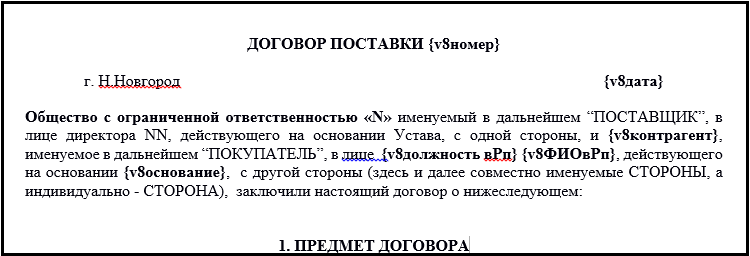 ДОГОВОР ПОСТАВКИ {v8номер}
г. Н.Новгород {v8дата}
Общество с ограниченной ответственностью «N» именуемый в дальнейшем “ПОСТАВЩИК”, в
лице директора NN, действующего на основании Устава, с одной стороны, и {v8контрагент},
именуемое в дальнейшем “ПОКУПАТЕЛЬ”, в лице {v8должность вРп} {v8ФИОвРп}, действующего
на основании {v8основание}, с другой стороны (здесь и далее совместно именуемые СТОРОНЫ, а
индивидуально - СТОРОНА), заключили настоящий договор о нижеследующем:
1. ПРЕДМЕТ ДОГОВОРА